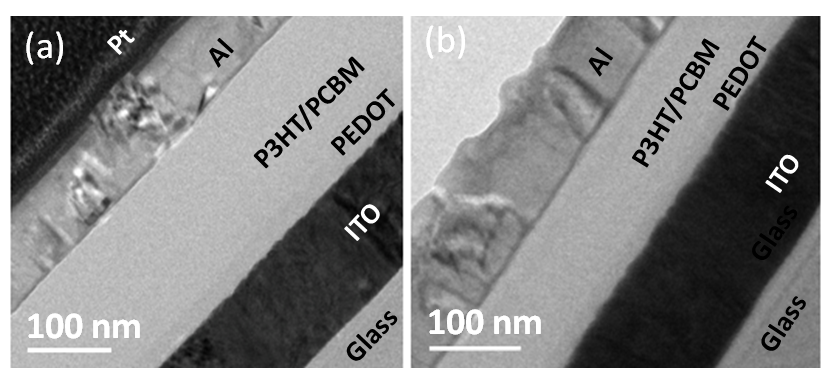 (a)
Pt
Al
P3HT/PCBM
PEDOT
ITO
100 nm
Glass
(b)
Al
P3HT/PCBM
PEDOT
ITO
Glass
100 nm
Glass